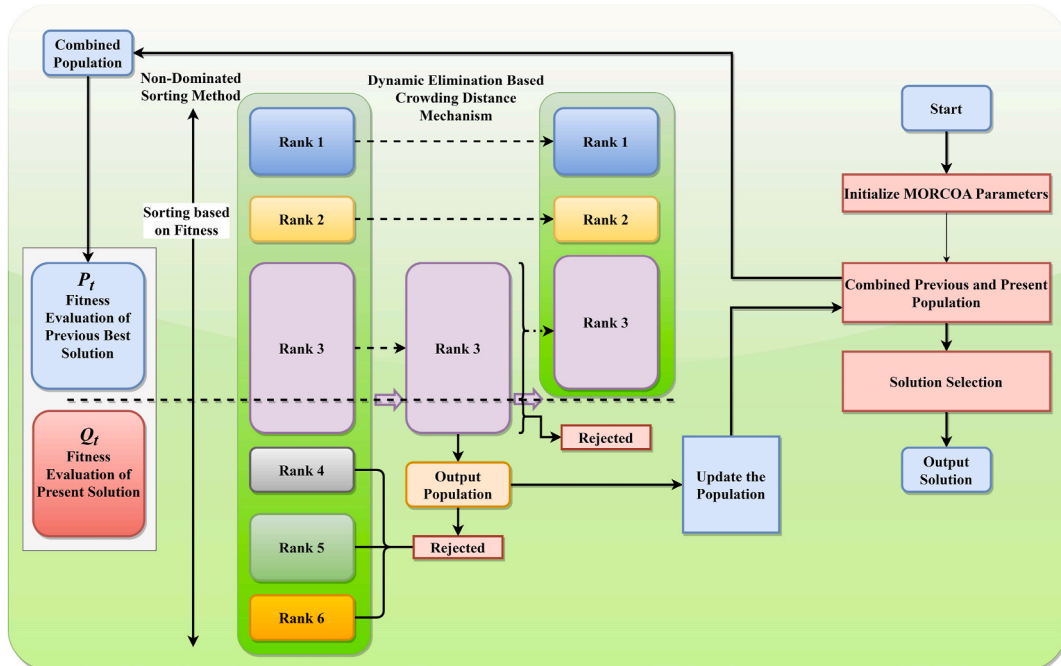 Combined
Population
Non-Dominated
Sorting Method
Dynamic Elimination Based
Crowding Distance
Mechanism
Sorting based
on Fitness
P_t
Fitness
Evaluation of
Previous Best
Solution
Q_t
Fitness
Evaluation of
Present Solution
Rank 1
Rank 2
Rank 3
Rank 4
Rank 5
Rank 6
Rank 3
Output
Population
Rejected
Rank 1
Rank 2
Rank 3
Rejected
Update the
Population
Start
Initialize MORCOA Parameters
Combined Previous and Present
Population
Solution Selection
Output
Solution